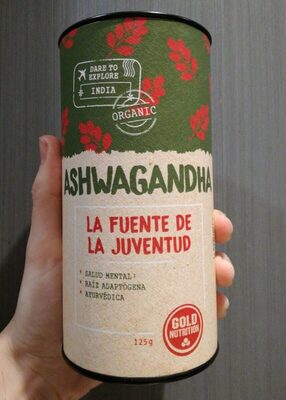 DARE TO
EXPLORE
INDIA
ORGANIC
ASHWAGANDHA
LA FUENTE DE
LA JUVENTUD
SALUD MENTAL:
RAÍZ ADAPTÓGENA
AYURVÉDICA
125g
GOLD
NUTRITION